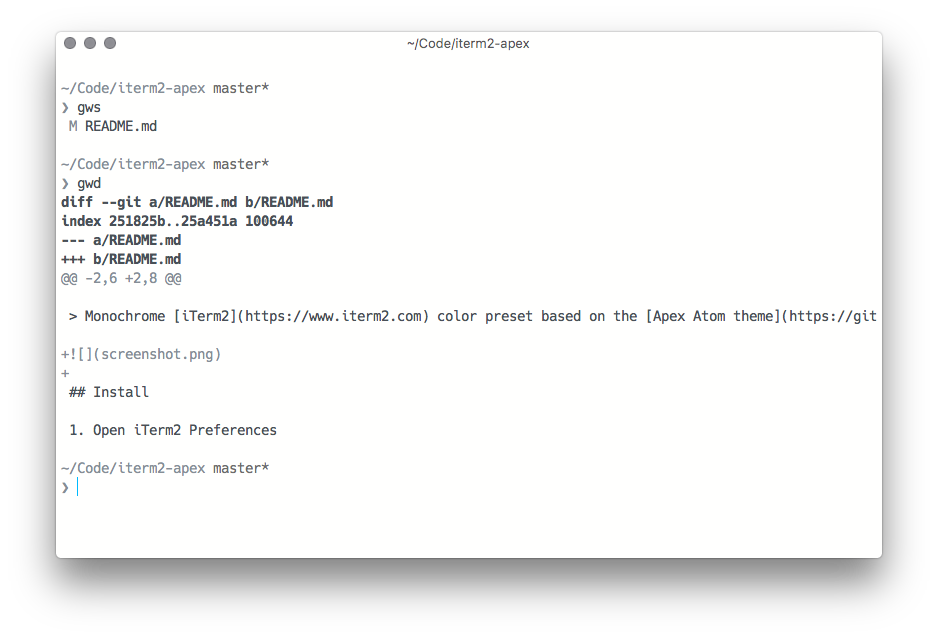 ~/Code/iterm2-apex
~/Code/iterm2-apex master*
❯ gws
 M README.md
~/Code/iterm2-apex master*
❯ gwd
diff --git a/README.md b/README.md
index 251825b..25a451a 100644
--- a/README.md
+++ b/README.md
@@ -2,6 +2,8 @@
 > Monochrome [iTerm2](https://www.iterm2.com) color preset based on the [Apex Atom theme](https://git
+![](screenshot.png)
+
 ## Install
 1. Open iTerm2 Preferences
~/Code/iterm2-apex master*
❯